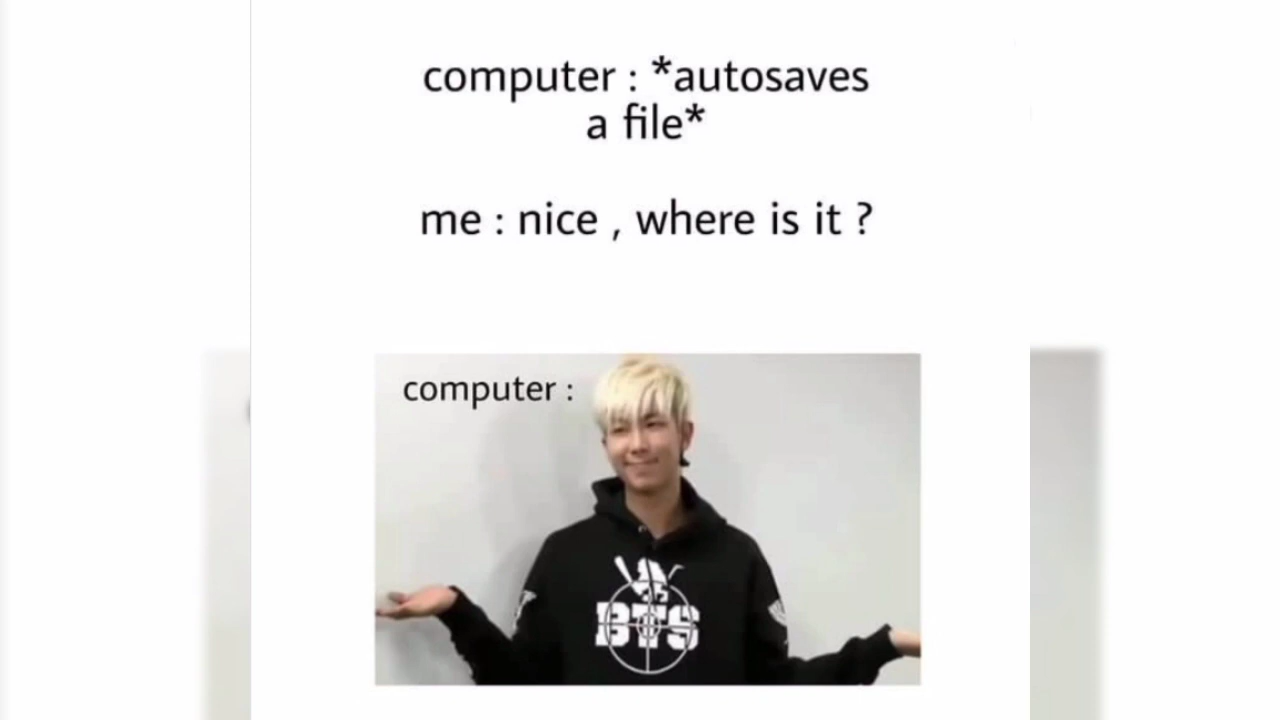 computer : *autosaves
a file*
me : nice , where is it ?
computer :
BTS